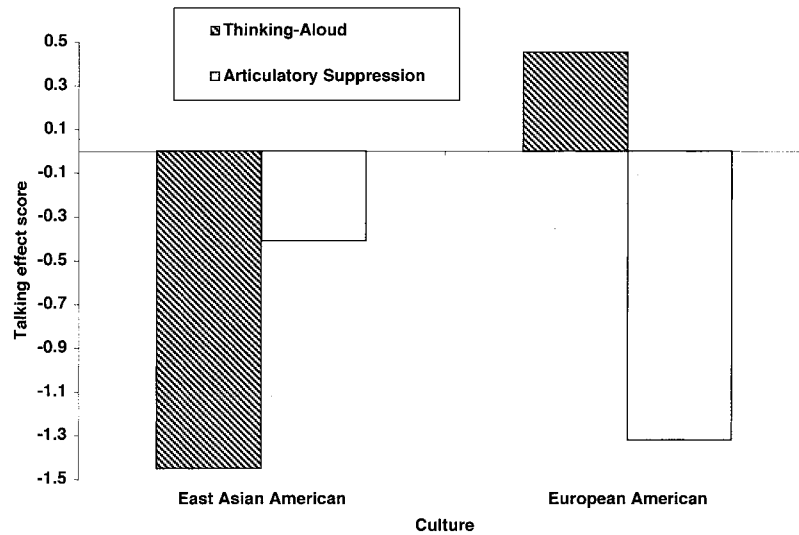 Thinking-Aloud
Articulatory Suppression
0.5
0.3
0.1
-0.1
-0.3
-0.5
-0.7
-0.9
-1.1
-1.3
-1.5
Talking effect score
East Asian American
European American
Culture